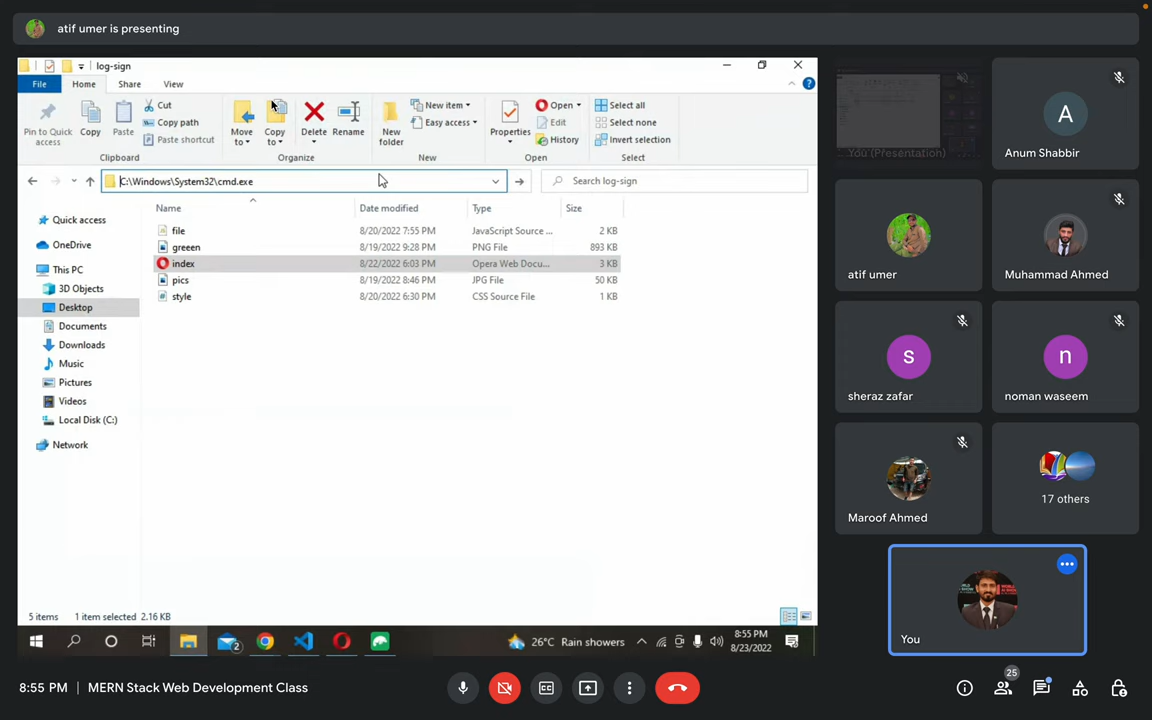 atif umer is presenting
log-sign
File Home Share View
Pin to Quick access
Copy
Paste
Cut
Copy path
Paste shortcut
Clipboard
Move to
Copy to
Delete
Rename
Organize
New folder
New item
Easy access
New
Properties
Open
Edit
History
Open
Select all
Select none
Invert selection
Select
C:\Windows\System32\cmd.exe
Search log-sign
Name Date modified Type Size
file 8/20/2022 7:55 PM JavaScript Source ... 2 KB
greeen 8/19/2022 9:28 PM PNG File 893 KB
index 8/22/2022 6:03 PM Opera Web Docu... 3 KB
pics 8/19/2022 8:46 PM JPG File 50 KB
style 8/20/2022 6:30 PM CSS Source File 1 KB
Quick access
OneDrive
This PC
3D Objects
Desktop
Documents
Downloads
Music
Pictures
Videos
Local Disk (C:)
Network
5 items 1 item selected 2.16 KB
2
26°C Rain showers
8:55 PM
8/23/2022
You (Presentation)
A
Anum Shabbir
atif umer
Muhammad Ahmed
s
sheraz zafar
n
noman waseem
Maroof Ahmed
17 others
You
8:55 PM | MERN Stack Web Development Class
25